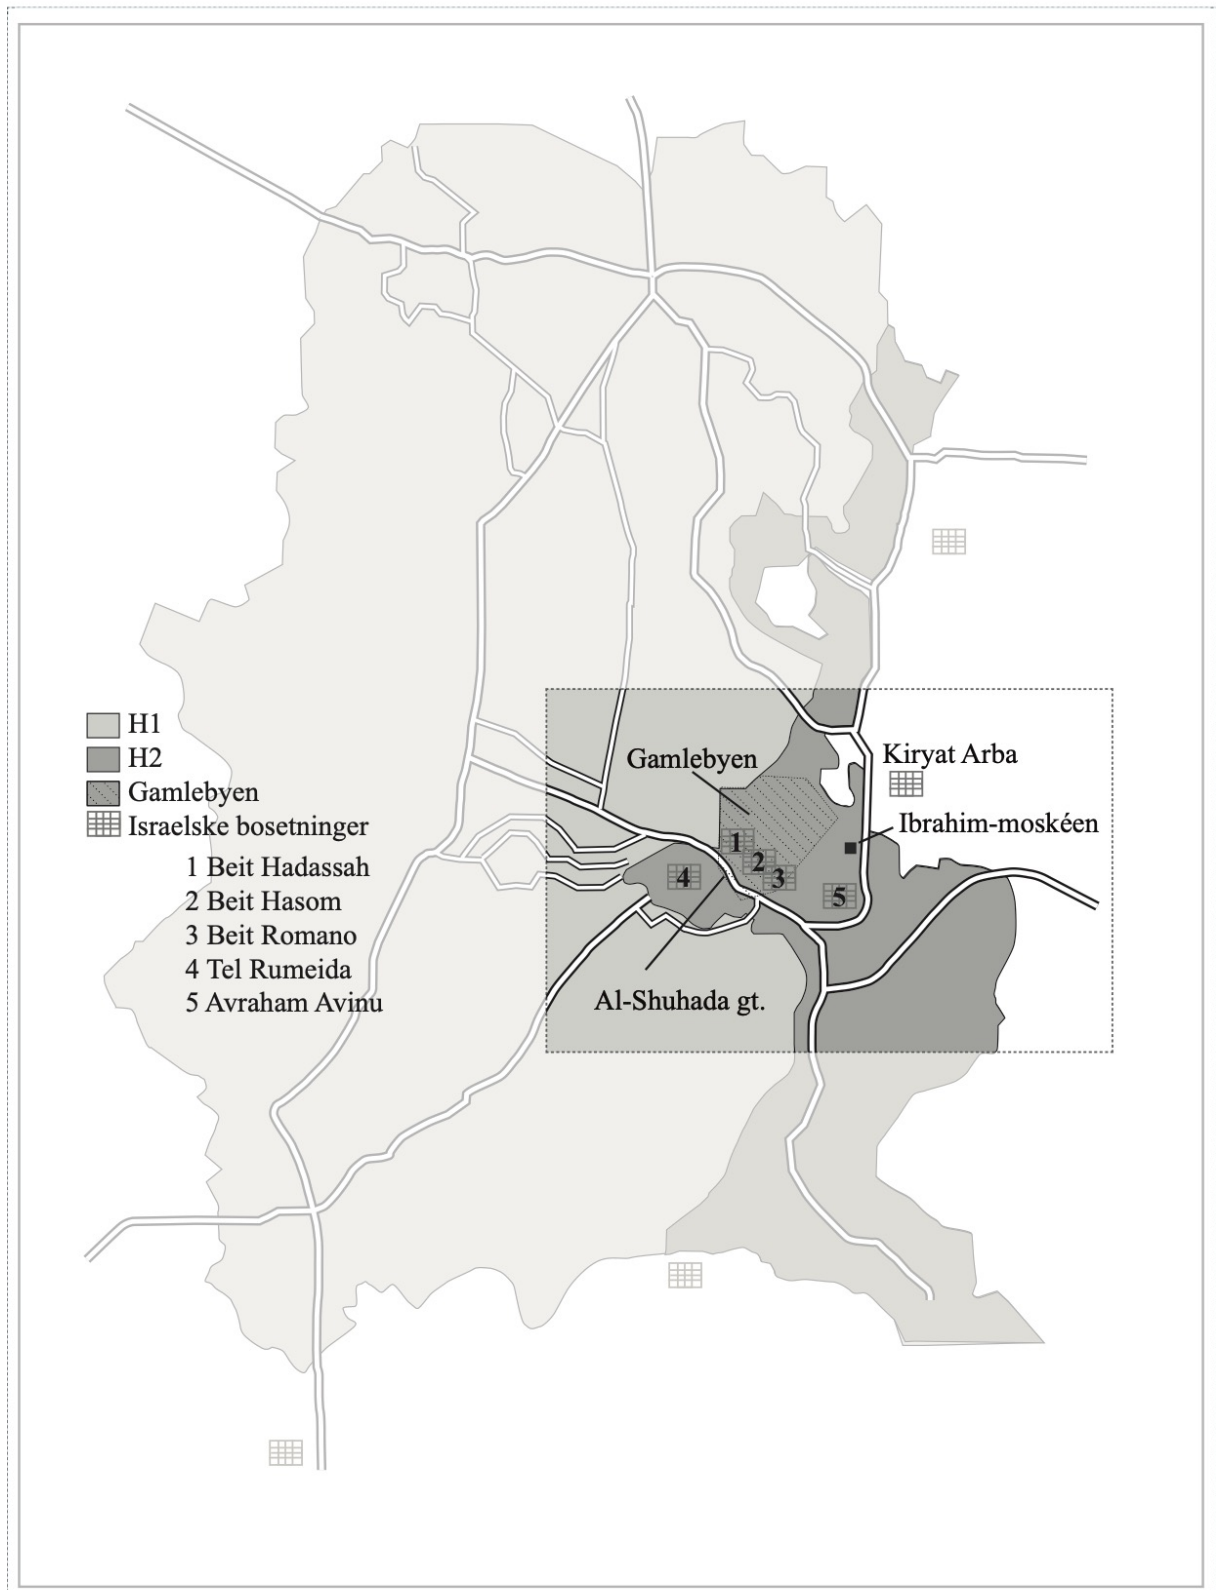 H1
H2
Gamlebyen
Israelske bosetninger
1 Beit Hadassah
2 Beit Hasom
3 Beit Romano
4 Tel Rumeida
5 Avraham Avinu
Gamlebyen
Kiryat Arba
Ibrahim-moskéen
1
2
3
4
5
Al-Shuhada gt.